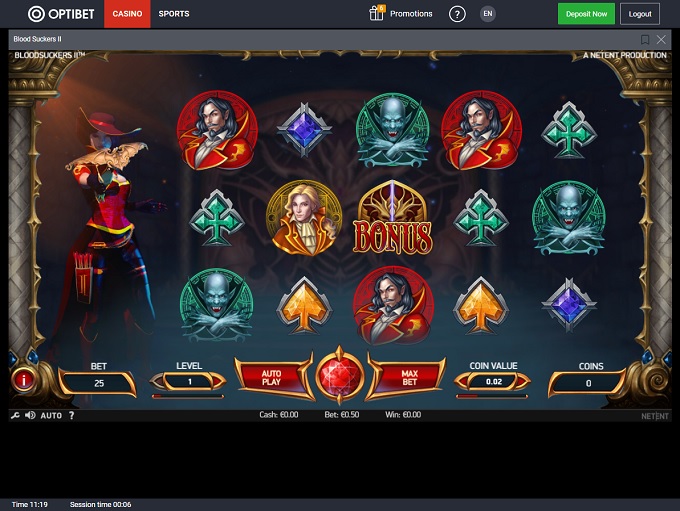 OPTIBET CASINO SPORTS 6 Promotions ? EN Deposit Now Logout
Blood Suckers II
BLOODSUCKERS II™ A NETENT PRODUCTION
BONUS
BET LEVEL AUTO PLAY MAX BET COIN VALUE COINS
i 25 1 0.02 0
AUTO ? Cash: €0.00 Bet: €0.50 Win: €0.00 NETENT
Time 11:19 Session time 00:06